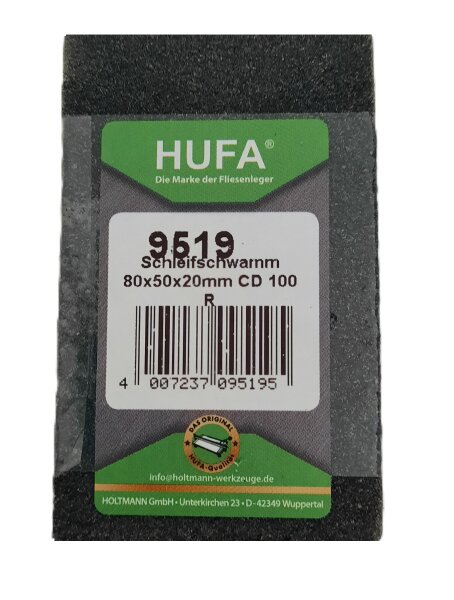 HUFA®
Die Marke der Fliesenleger
9519
Schleifschwamm
80x50x20mm CD 100
R
4 007237 095195
DAS ORIGINAL
HUFA-Qualität
info@holtmann-werkzeuge.de
HOLTMANN GmbH • Unterkirchen 23 • D-42349 Wuppertal